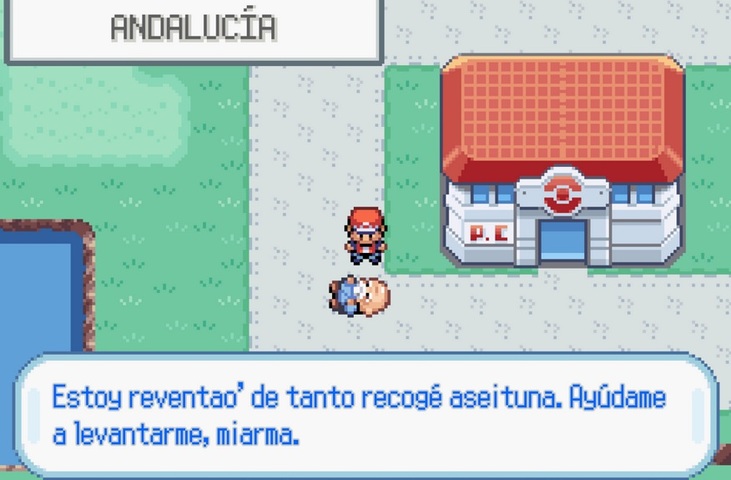 ANDALUCÍA
P.C
Estoy reventao' de tanto recogé aseituna. Ayúdame
a levantarme, miarma.